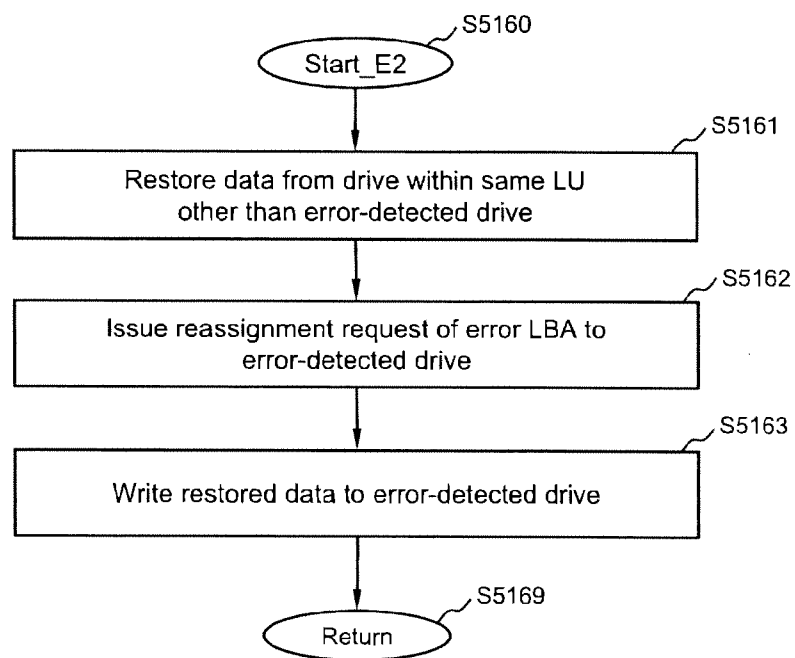 S5160
Start_E2
S5161
Restore data from drive within same LU
other than error-detected drive
S5162
Issue reassignment request of error LBA to
error-detected drive
S5163
Write restored data to error-detected drive
S5169
Return